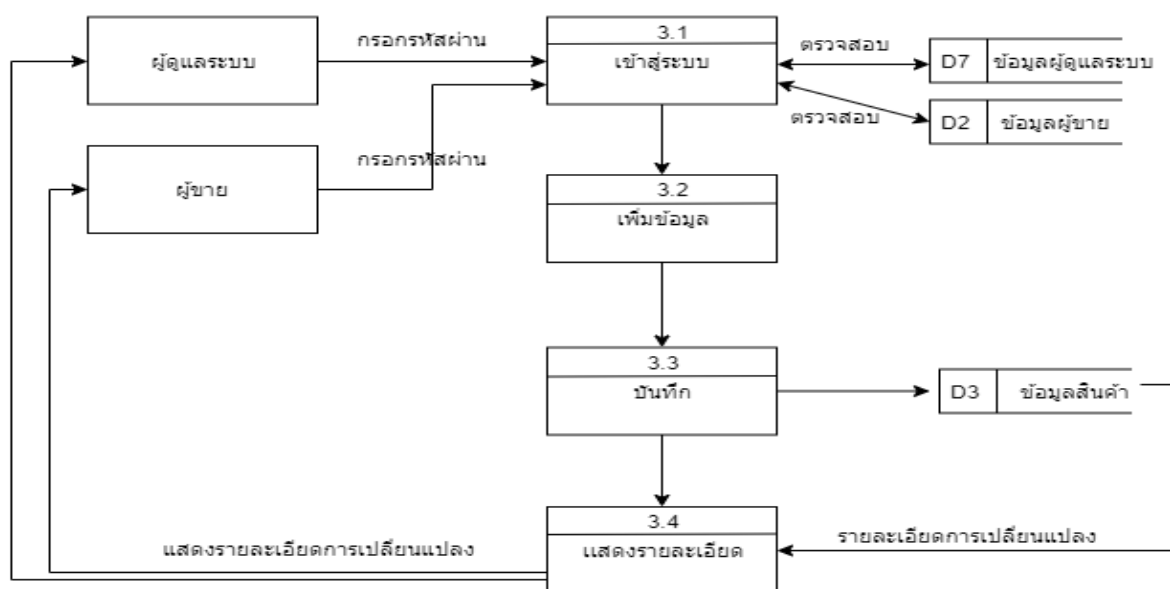 ผู้ดูแลระบบ
กรอกรหัสผ่าน
3.1
เข้าสู่ระบบ
ตรวจสอบ
D7 ข้อมูลผู้ดูแลระบบ
ตรวจสอบ
D2 ข้อมูลผู้ขาย
ผู้ขาย
กรอกรหัสผ่าน
3.2
เพิ่มข้อมูล
3.3
บันทึก
D3 ข้อมูลสินค้า
3.4
แสดงรายละเอียด
แสดงรายละเอียดการเปลี่ยนแปลง
รายละเอียดการเปลี่ยนแปลง